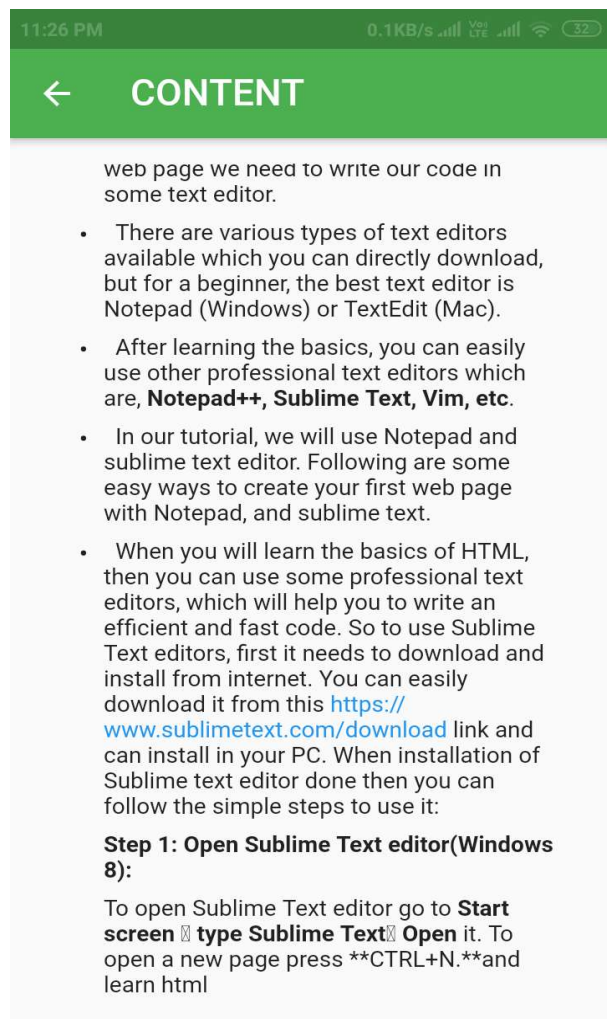 11:26 PM 0.1KB/s Vo) LTE 32
CONTENT
web page we need to write our code in
some text editor.
• There are various types of text editors
available which you can directly download,
but for a beginner, the best text editor is
Notepad (Windows) or TextEdit (Mac).
• After learning the basics, you can easily
use other professional text editors which
are, Notepad++, Sublime Text, Vim, etc.
• In our tutorial, we will use Notepad and
sublime text editor. Following are some
easy ways to create your first web page
with Notepad, and sublime text.
• When you will learn the basics of HTML,
then you can use some professional text
editors, which will help you to write an
efficient and fast code. So to use Sublime
Text editors, first it needs to download and
install from internet. You can easily
download it from this https://
www.sublimetext.com/download link and
can install in your PC. When installation of
Sublime text editor done then you can
follow the simple steps to use it:
Step 1: Open Sublime Text editor(Windows
8):
To open Sublime Text editor go to Start
screen  type Sublime Text Open it. To
open a new page press **CTRL+N.**and
learn html